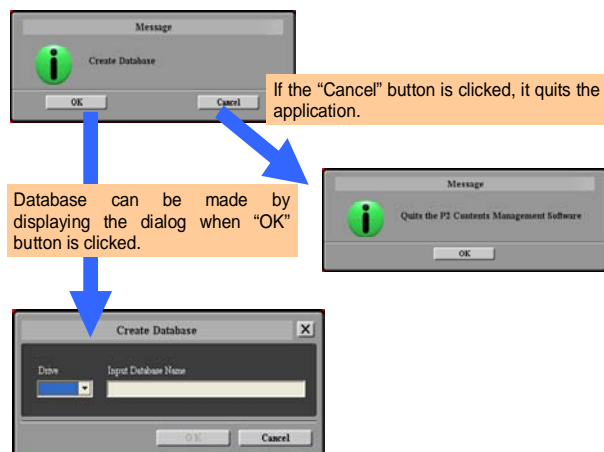 Message
Create Database
OK Cancel
If the “Cancel” button is clicked, it quits the
application.
Database can be made by
displaying the dialog when “OK”
button is clicked.
Message
Quits the P2 Contents Management Software
OK
Create Database X
Drive Input Database Name
OK Cancel